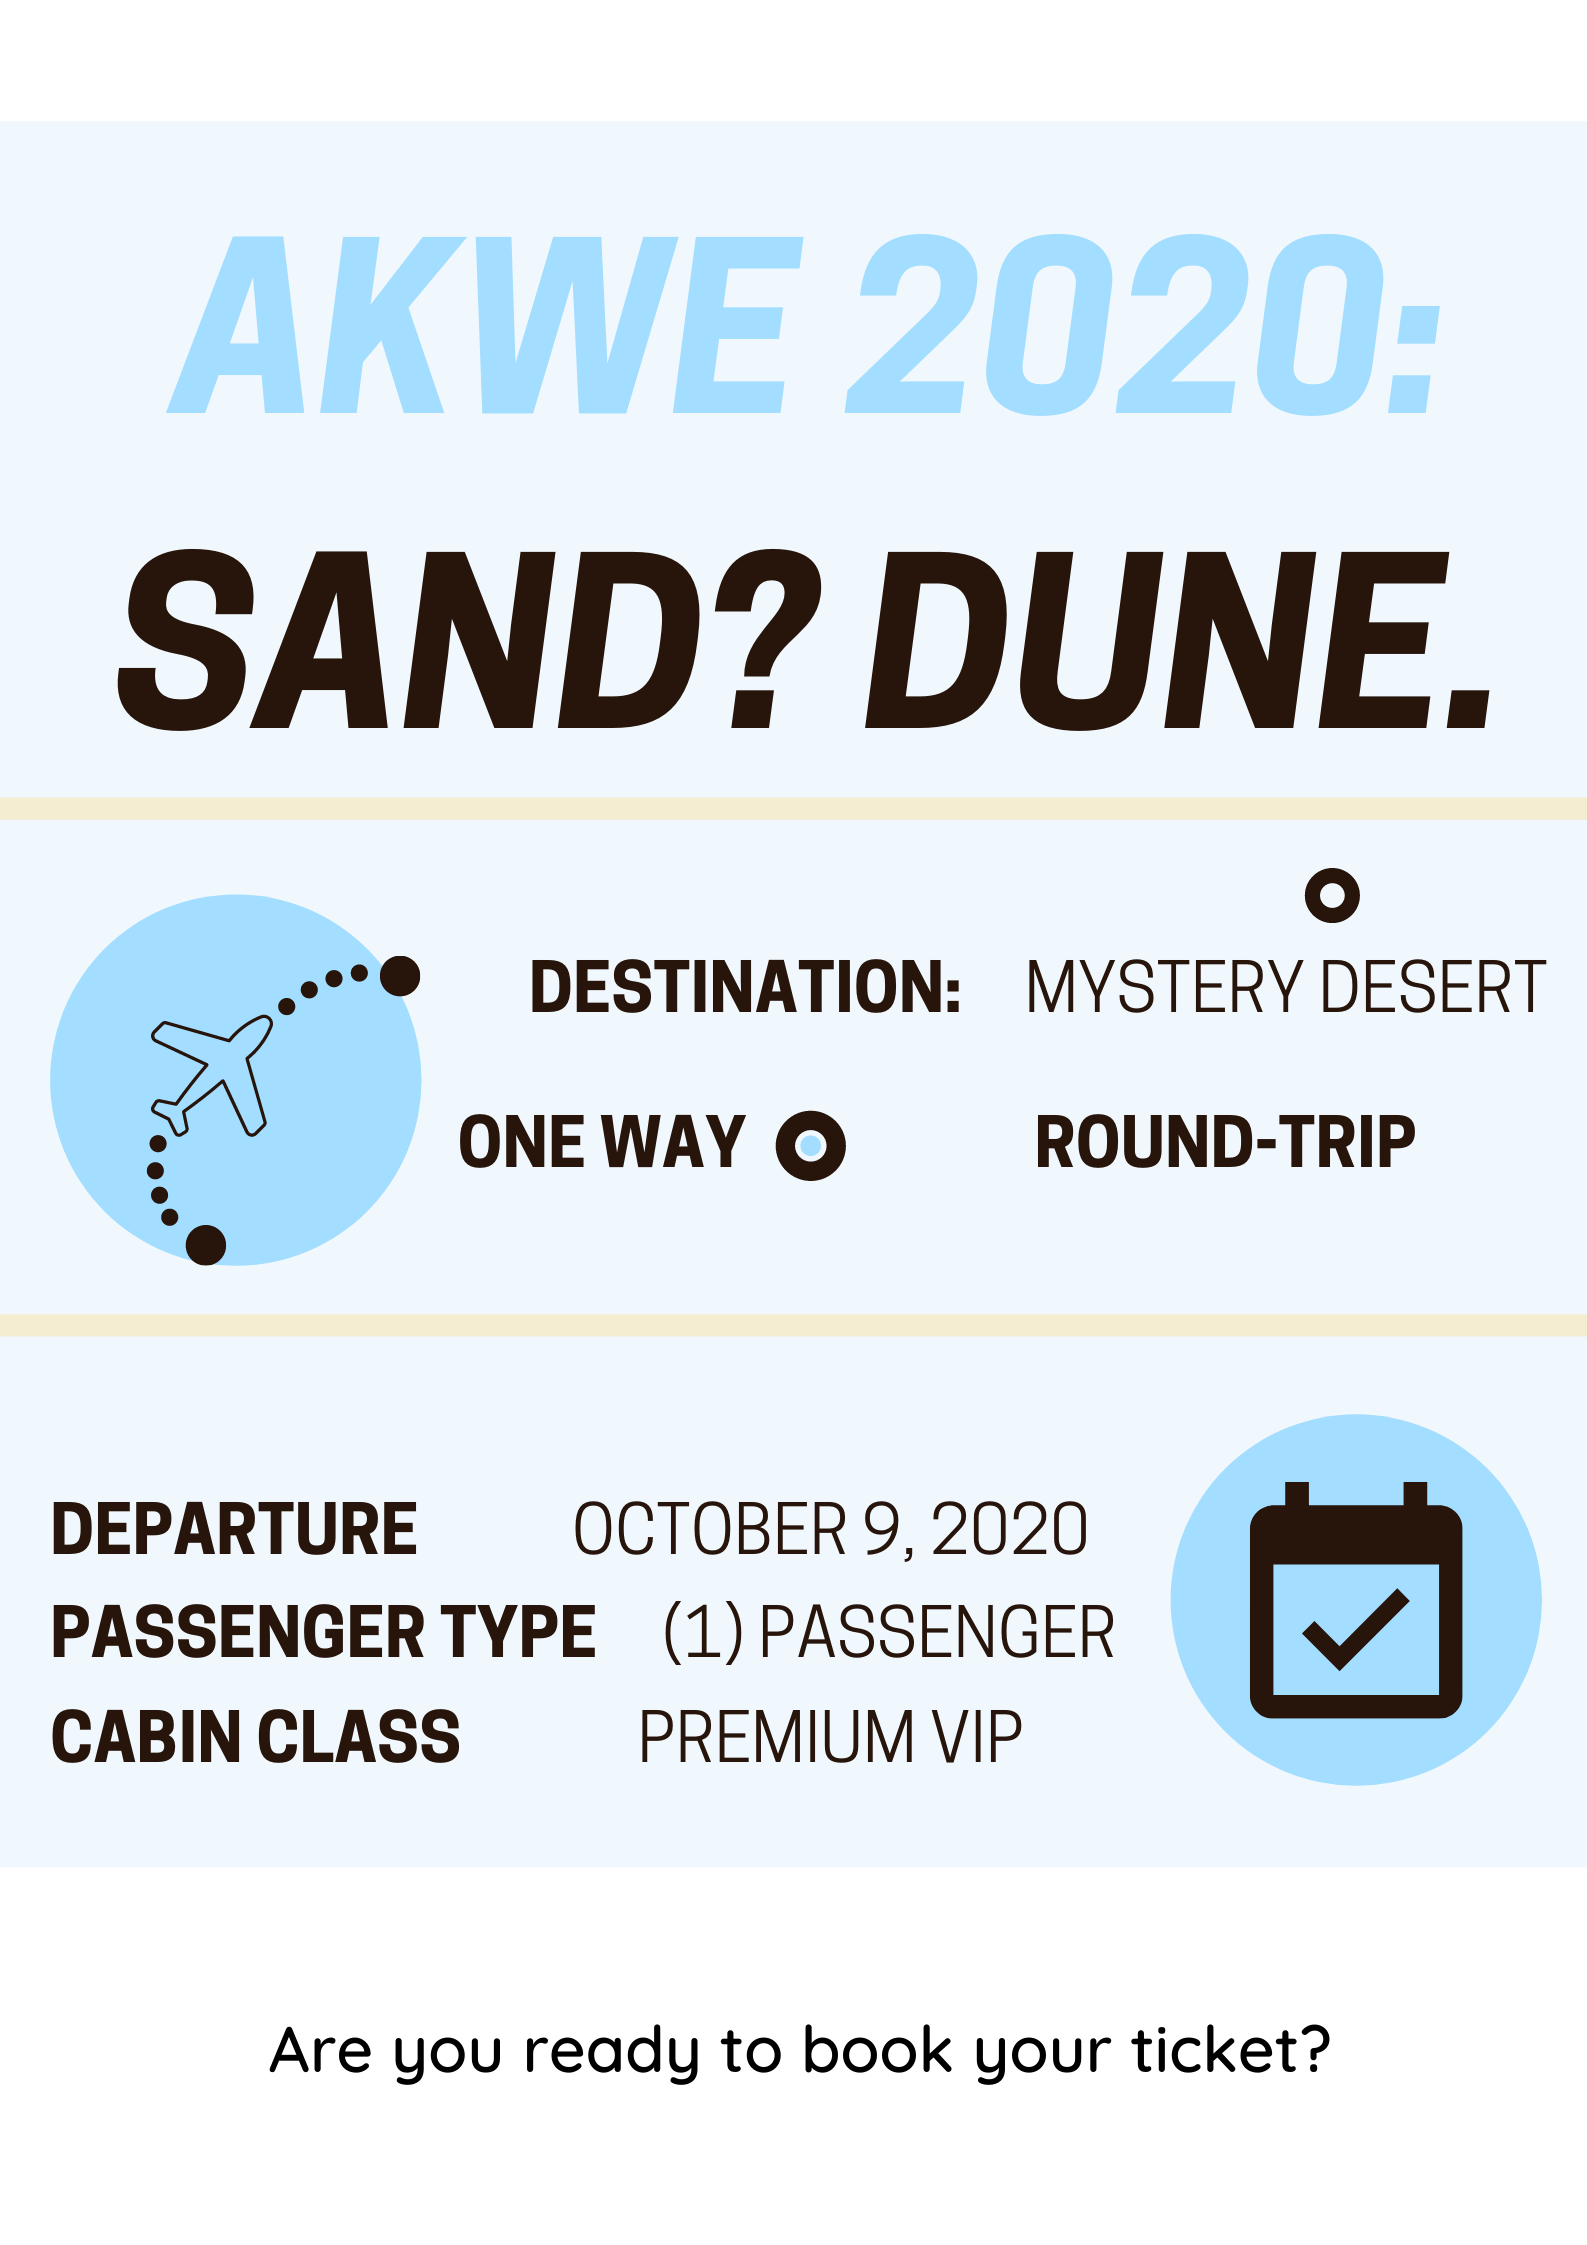 AKWE 2020:
SAND? DUNE.
DESTINATION: MYSTERY DESERT
ONE WAY ROUND-TRIP
DEPARTURE OCTOBER 9, 2020
PASSENGER TYPE (1) PASSENGER
CABIN CLASS PREMIUM VIP
Are you ready to book your ticket?